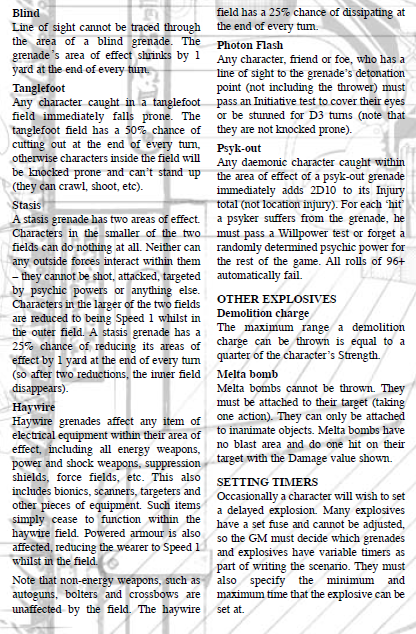 Blind
Line of sight cannot be traced through
the area of a blind grenade. The
grenade's area of effect shrinks by 1
yard at the end of every turn.
Tanglefoot
Any character caught in a tanglefoot
field immediately falls prone. The
tanglefoot field has a 50% chance of
cutting out at the end of every turn,
otherwise characters inside the field will
be knocked prone and can't stand up
(they can crawl, shoot, etc).
Stasis
A stasis grenade has two areas of effect.
Characters in the smaller of the two
fields can do nothing at all. Neither can
any outside forces interact within them
– they cannot be shot, attacked, targeted
by psychic powers or anything else.
Characters in the larger of the two fields
are reduced to being Speed 1 whilst in
the outer field. A stasis grenade has a
25% chance of reducing its areas of
effect by 1 yard at the end of every turn
(so after two reductions, the inner field
disappears).
Haywire
Haywire grenades affect any item of
electrical equipment within their area of
effect, including all energy weapons,
power and shock weapons, suppression
shields, force fields, etc. This also
includes bionics, scanners, targeters and
other pieces of equipment. Such items
simply cease to function within the
haywire field. Powered armour is also
affected, reducing the wearer to Speed 1
whilst in the field.
Note that non-energy weapons, such as
autoguns, bolters and crossbows are
unaffected by the field. The haywire
field has a 25% chance of dissipating at
the end of every turn.
Photon Flash
Any character, friend or foe, who has a
line of sight to the grenade's detonation
point (not including the thrower) must
pass an Initiative test to cover their eyes
or be stunned for D3 turns (note that
they are not knocked prone).
Psyk-out
Any daemonic character caught within
the area of effect of a psyk-out grenade
immediately adds 2D10 to its Injury
total (not location injury). For each 'hit'
a psyker suffers from the grenade, he
must pass a Willpower test or forget a
randomly determined psychic power for
the rest of the game. All rolls of 96+
automatically fail.
OTHER EXPLOSIVES
Demolition charge
The maximum range a demolition
charge can be thrown is equal to a
quarter of the character's Strength.
Melta bomb
Melta bombs cannot be thrown. They
must be attached to their target (taking
one action). They can only be attached
to inanimate objects. Melta bombs have
no blast area and do one hit on their
target with the Damage value shown.
SETTING TIMERS
Occasionally a character will wish to set
a delayed explosion. Many explosives
have a set fuse and cannot be adjusted,
so the GM must decide which grenades
and explosives have variable timers as
part of writing the scenario. They must
also specify the minimum and
maximum time that the explosive can be
set at.